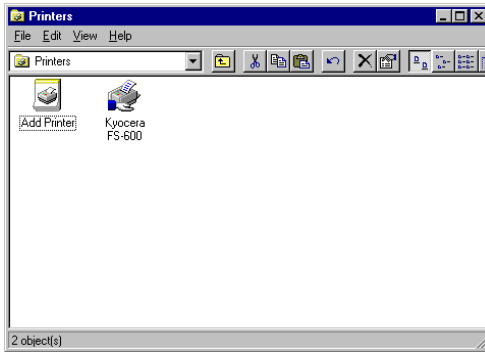 Printers
File Edit View Help
Printers
Add Printer
Kyocera
FS-600
2 object(s)